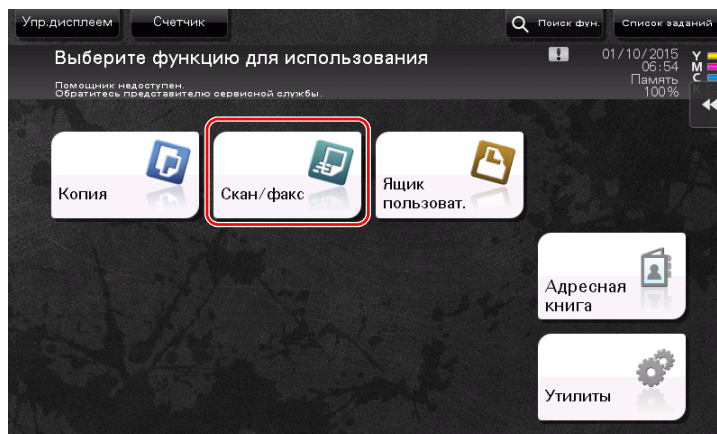 Упр.дисплеем
Счетчик
Поиск фун.
Список заданий
Выберите функцию для использования
01/10/2015
06:54
Память
100%
Y
M
C
K
Помощник недоступен.
Обратитесь представителю сервисной службы.
Копия
Скан/факс
Ящик
пользоват.
Адресная
книга
Утилиты